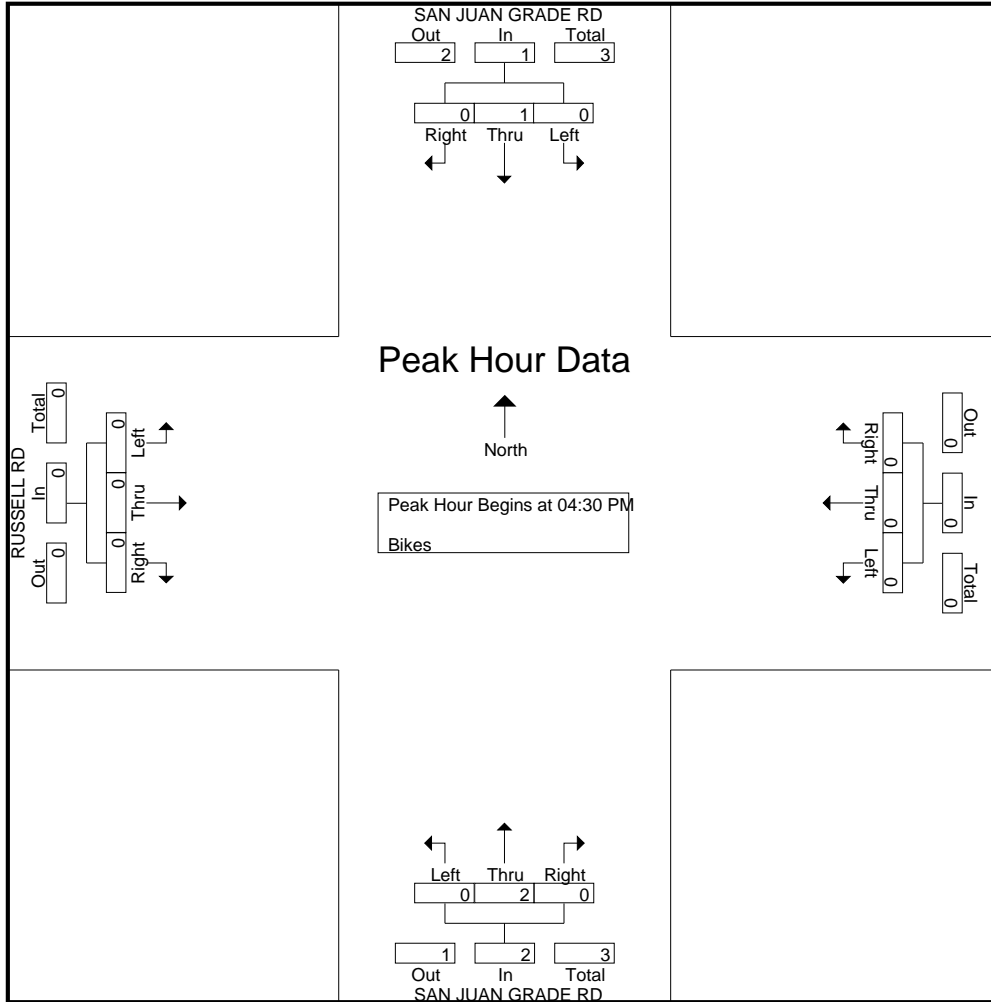 SAN JUAN GRADE RD
Out In Total
2 1 3
0 1 0
Right Thru Left
Peak Hour Data
North
Peak Hour Begins at 04:30 PM
Bikes
RUSSELL RD
Out In Total
0 0 0
0 0 0
Right Thru Left
Out In Total
0 0 0
0 0 0
Right Thru Left
Left Thru Right
0 2 0
1 2 3
Out In Total
SAN JUAN GRADE RD